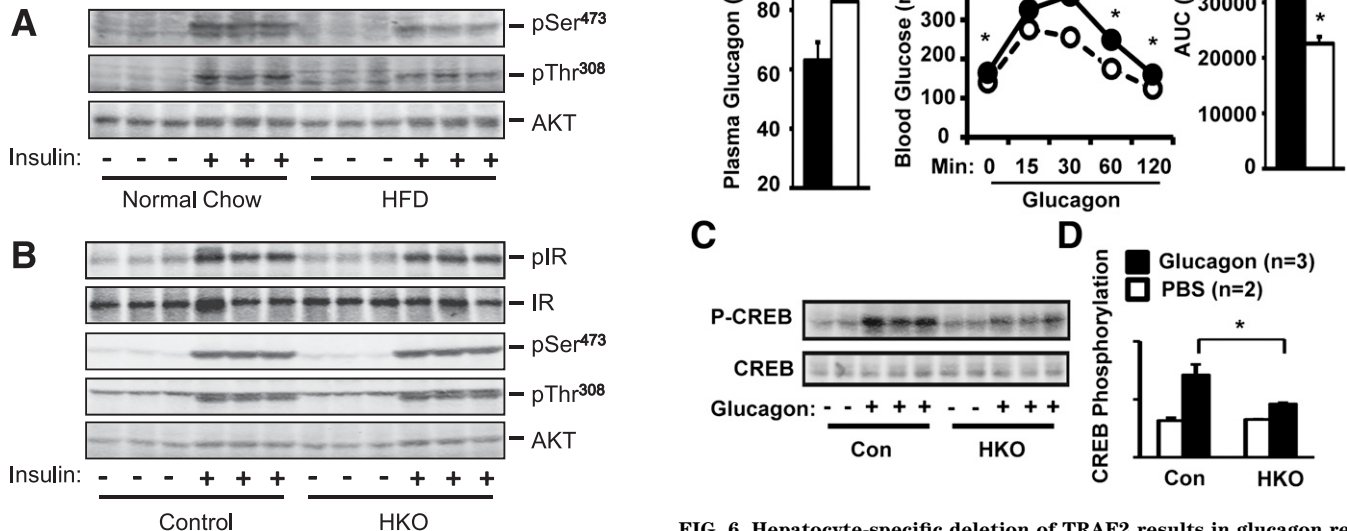 A
pSer473
pThr308
AKT
Insulin: - - - + + + - - - + + +
Normal Chow HFD
B
pIR
IR
pSer473
pThr308
AKT
Insulin: - - - + + + - - - + + +
Control HKO
Plasma Glucagon (
80
60
40
20
Blood Glucose (
300
200
100
0
* * *
Min: 0 15 30 60 120
Glucagon
AUC (
30000
20000
10000
0
*
C
P-CREB
CREB
Glucagon: - - + + + - - + + +
Con HKO
D
Glucagon (n=3)
PBS (n=2)
CREB Phosphorylation
*
Con HKO
FIG. 6. Hepatocyte-specific deletion of TRAF2 results in glucagon